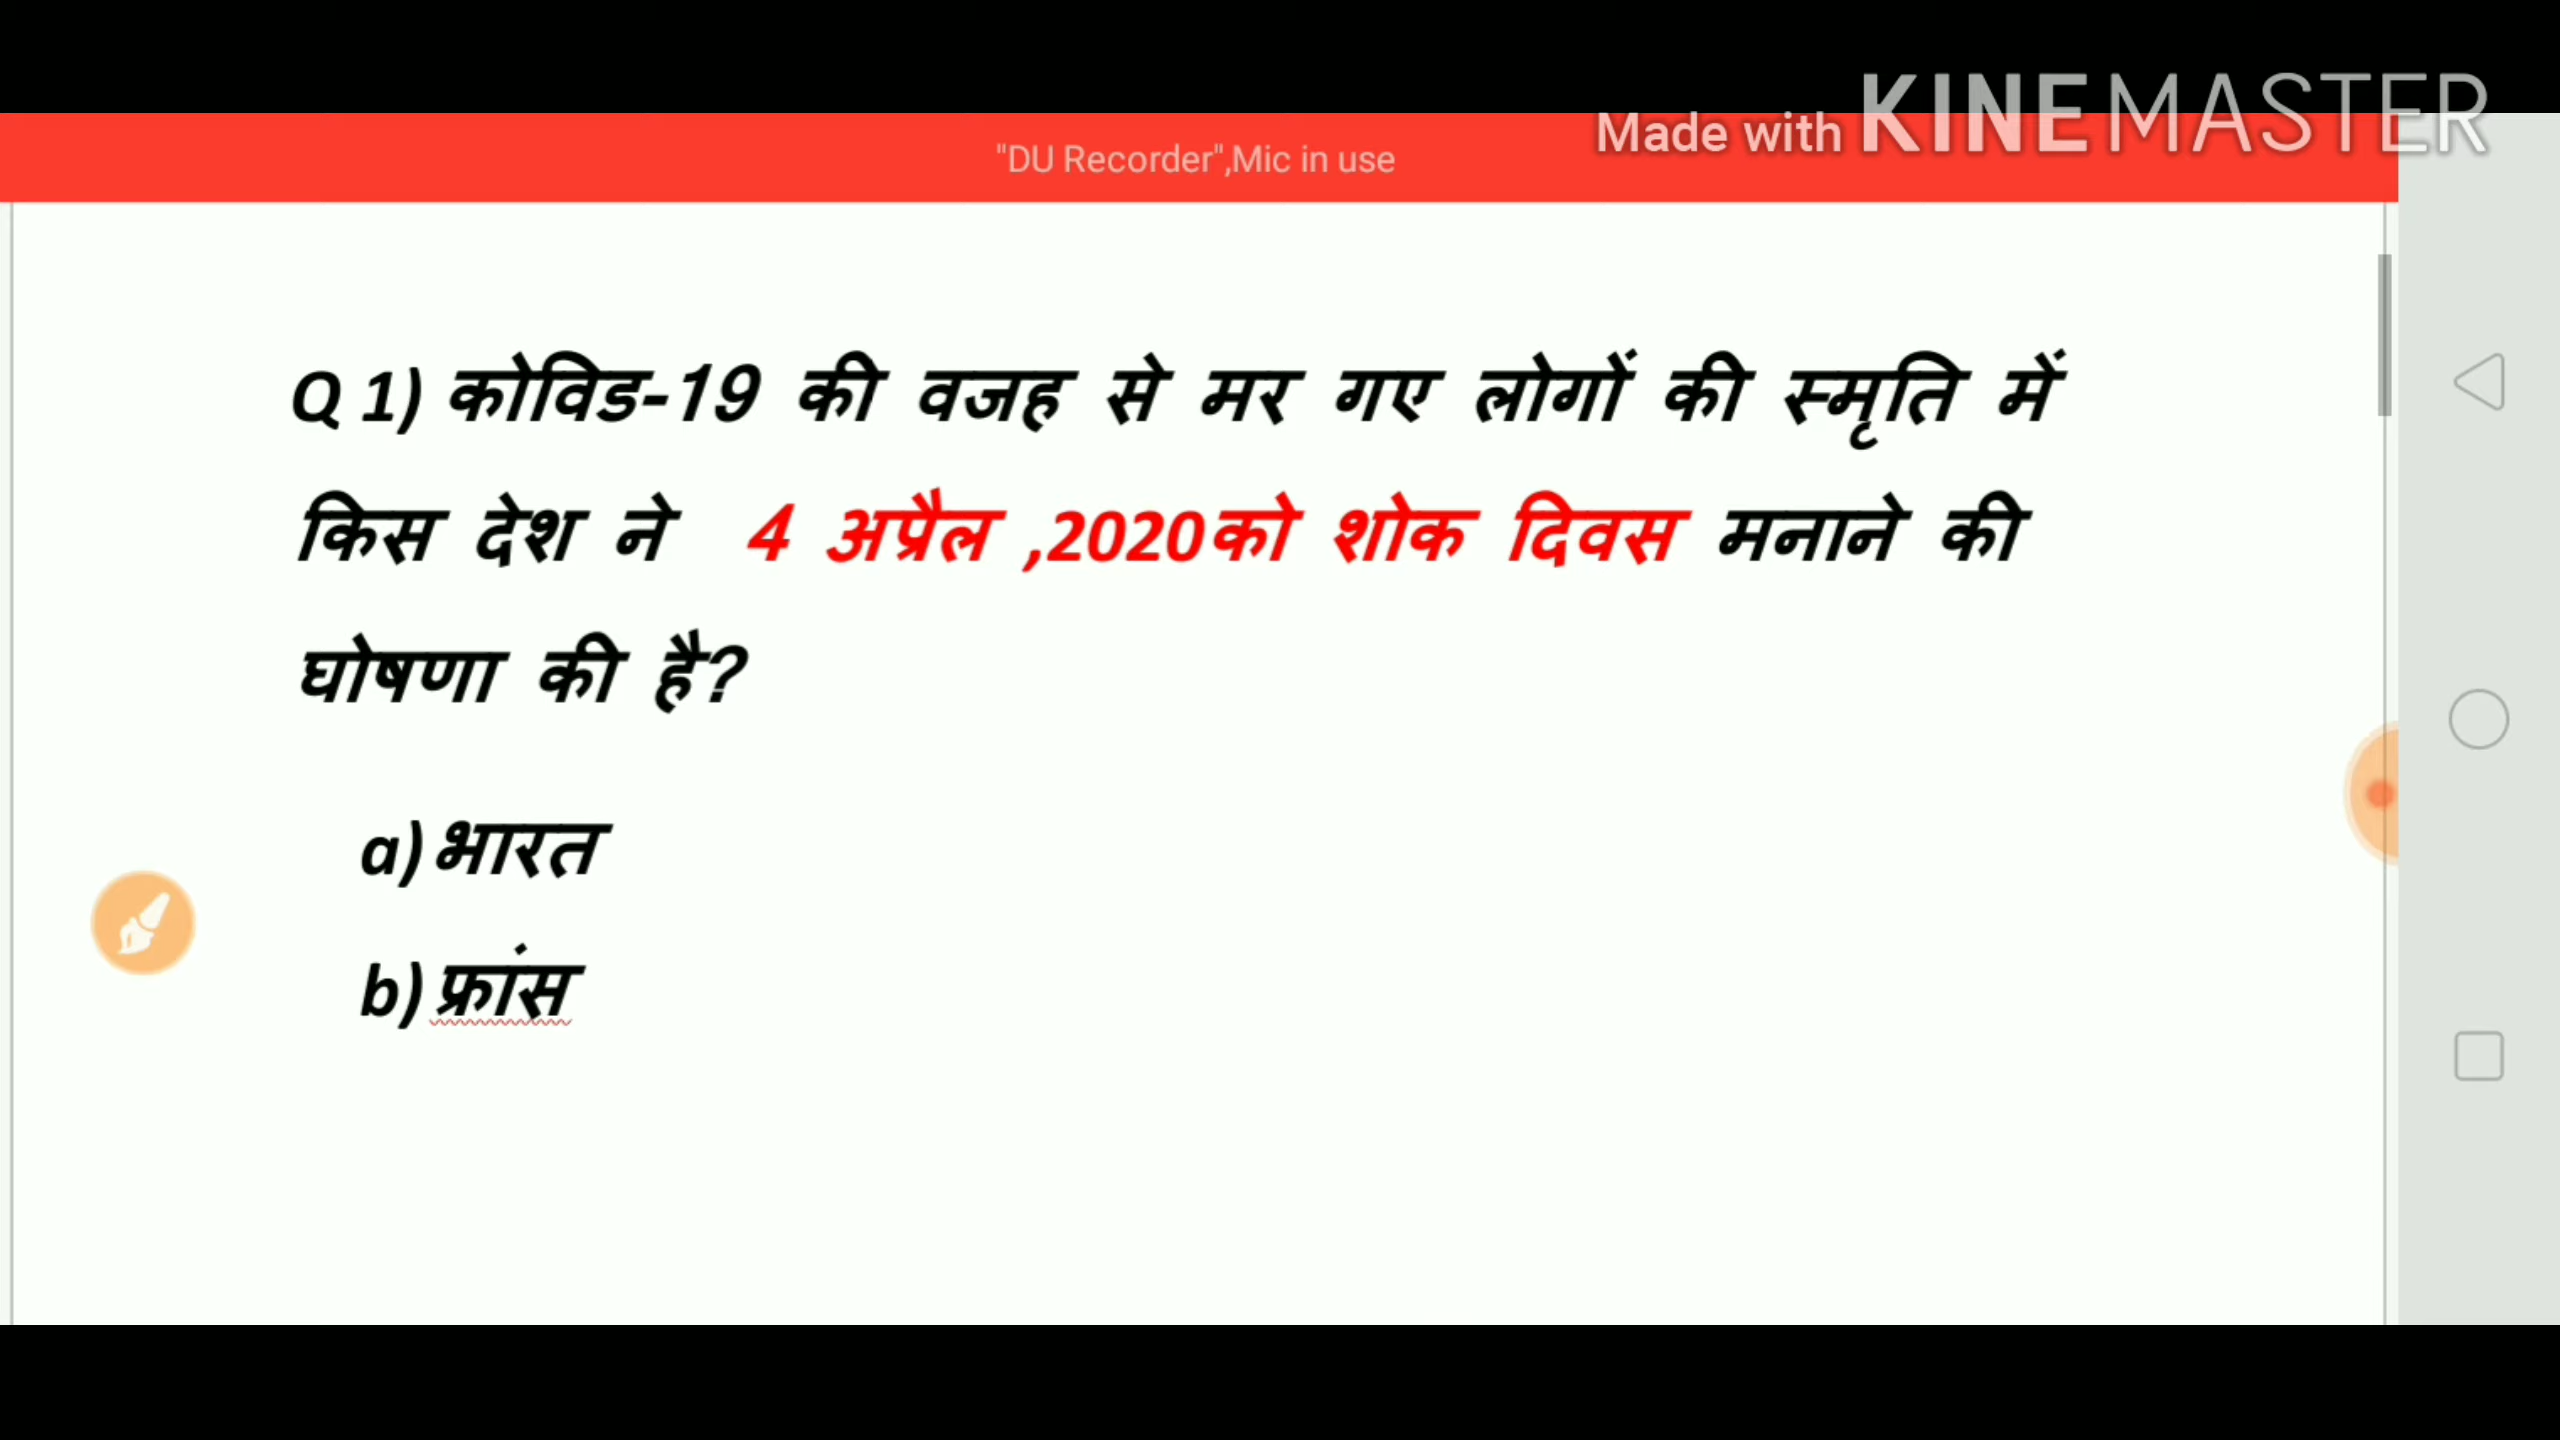 Made with KINEMASTER
"DU Recorder",Mic in use
Q 1) कोविड-19 की वजह से मर गए लोगों की स्मृति में
किस देश ने 4 अप्रैल ,2020को शोक दिवस मनाने की
घोषणा की है?
a) भारत
b) फ्रांस